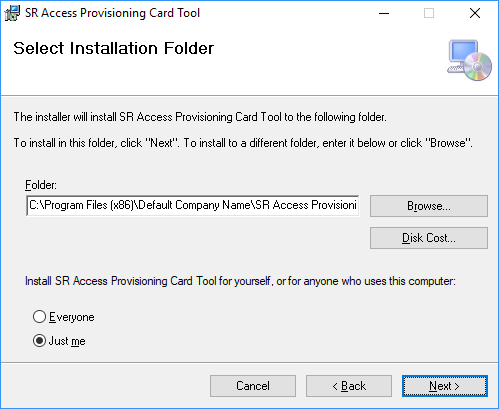 SR Access Provisioning Card Tool
Select Installation Folder
The installer will install SR Access Provisioning Card Tool to the following folder.
To install in this folder, click "Next". To install to a different folder, enter it below or click "Browse".
Folder:
C:\Program Files (x86)\Default Company Name\SR Access Provisioni
Browse...
Disk Cost...
Install SR Access Provisioning Card Tool for yourself, or for anyone who uses this computer:
Everyone
Just me
Cancel
< Back
Next >